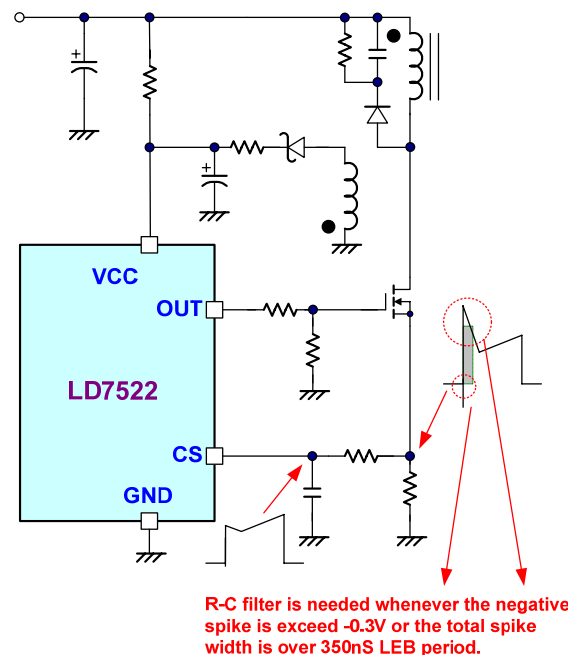 +
+
VCC
OUT
LD7522
CS
GND
R-C filter is needed whenever the negative
spike is exceed -0.3V or the total spike
width is over 350nS LEB period.